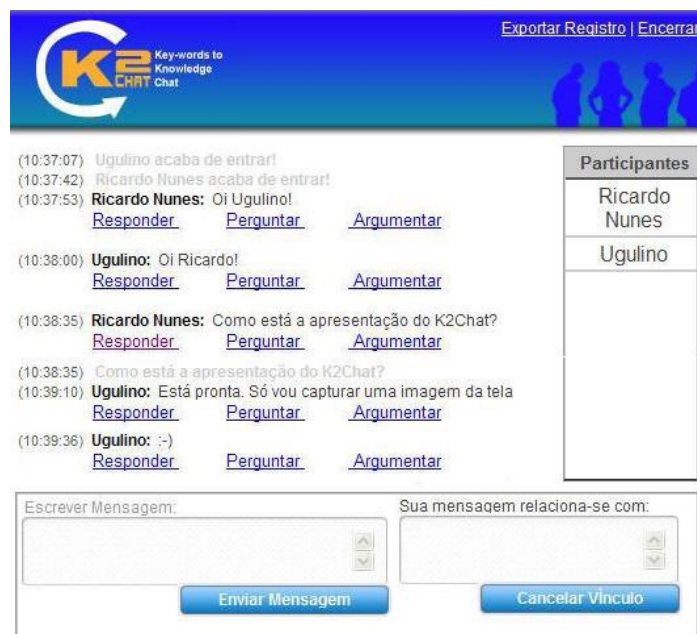 Exportar Registro | Encerrar
K2
CHAT
Key-words to
Knowledge
Chat
(10:37:07) Ugulino acaba de entrar!
(10:37:42) Ricardo Nunes acaba de entrar!
(10:37:53) Ricardo Nunes: Oi Ugulino!
Responder Perguntar Argumentar
(10:38:00) Ugulino: Oi Ricardo!
Responder Perguntar Argumentar
(10:38:35) Ricardo Nunes: Como está a apresentação do K2Chat?
Responder Perguntar Argumentar
(10:38:35) Como está a apresentação do K2Chat?
(10:39:10) Ugulino: Está pronta. Só vou capturar uma imagem da tela
Responder Perguntar Argumentar
(10:39:36) Ugulino: :-)
Responder Perguntar Argumentar
Participantes
Ricardo
Nunes
Ugulino
Escrever Mensagem:
Enviar Mensagem
Sua mensagem relaciona-se com:
Cancelar Vínculo